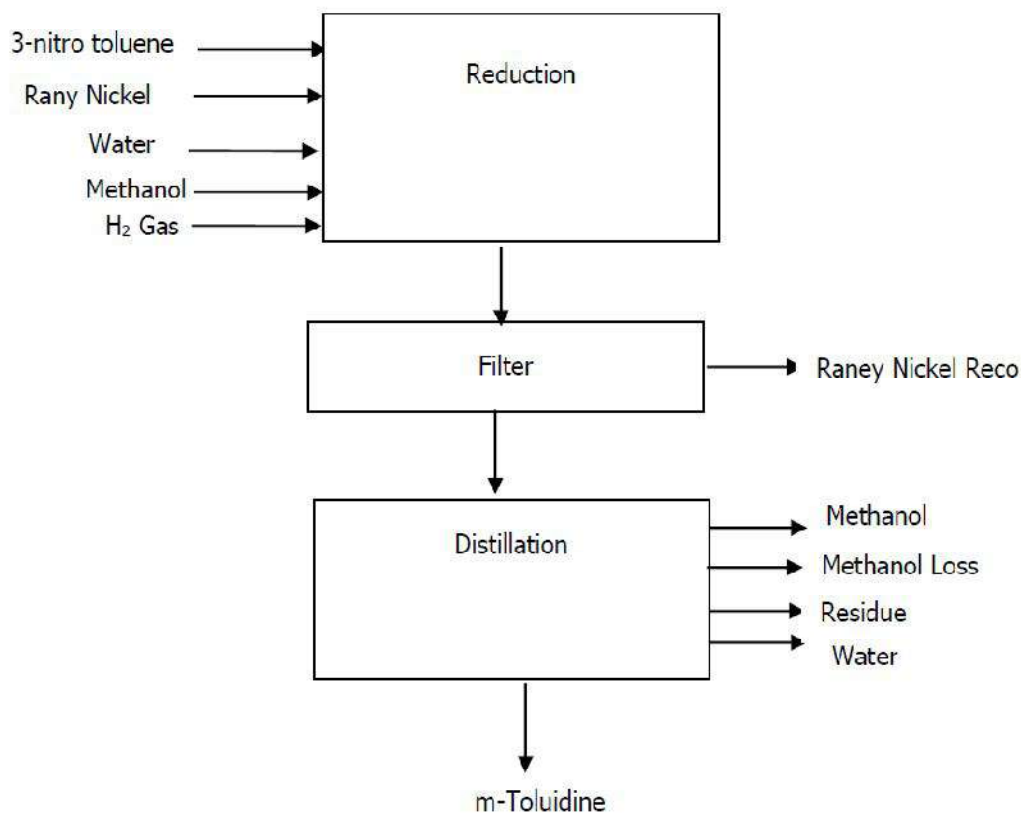 3-nitro toluene
Reduction
Rany Nickel
Water
Methanol
H₂ Gas
Filter
Raney Nickel Reco
Distillation
Methanol
Methanol Loss
Residue
Water
m-Toluidine